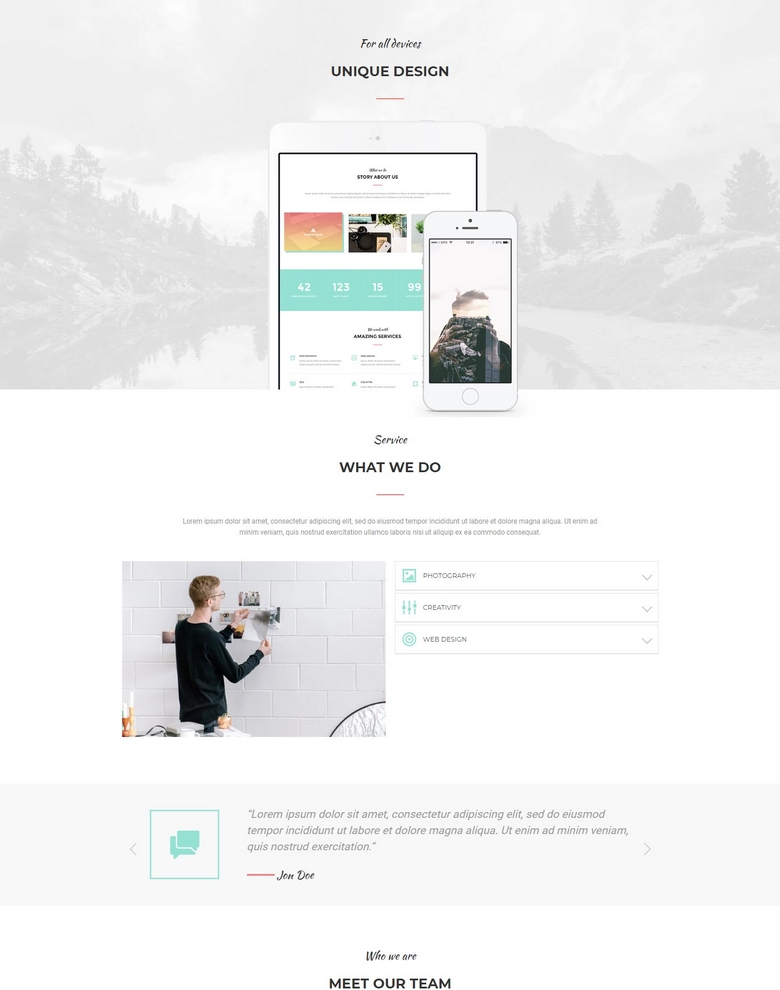 For all devices
UNIQUE DESIGN
What we do
STORY ABOUT US
42 123 15 99
We work with
AMAZING SERVICES
Service
WHAT WE DO
Lorem ipsum dolor sit amet, consectetur adipiscing elit, sed do eiusmod tempor incididunt ut labore et dolore magna aliqua. Ut enim ad
minim veniam, quis nostrud exercitation ullamco laboris nisi ut aliquip ex ea commodo consequat.
PHOTOGRAPHY
CREATIVITY
WEB DESIGN
“Lorem ipsum dolor sit amet, consectetur adipiscing elit, sed do eiusmod
tempor incididunt ut labore et dolore magna aliqua. Ut enim ad minim veniam,
quis nostrud exercitation.”
Jon Doe
Who we are
MEET OUR TEAM